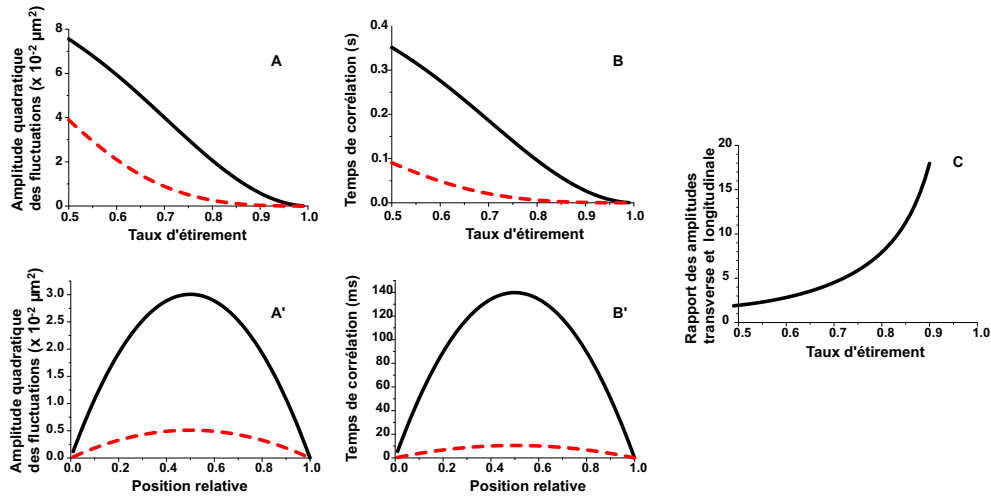 Amplitude quadratique
des fluctuations (x 10⁻² µm²)
8
6
4
2
0
0.5 0.6 0.7 0.8 0.9 1.0
Taux d'étirement
A
Temps de corrélation (s)
0.4
0.3
0.2
0.1
0.0
0.5 0.6 0.7 0.8 0.9 1.0
Taux d'étirement
B
Rapport des amplitudes
transverse et longitudinale
20
15
10
5
0
0.5 0.6 0.7 0.8 0.9 1.0
Taux d'étirement
C
Amplitude quadratique
des fluctuations (x 10⁻² µm²)
3.0
2.5
2.0
1.5
1.0
0.5
0.0
0.0 0.2 0.4 0.6 0.8 1.0
Position relative
A'
Temps de corrélation (ms)
140
120
100
80
60
40
20
0
0.0 0.2 0.4 0.6 0.8 1.0
Position relative
B'